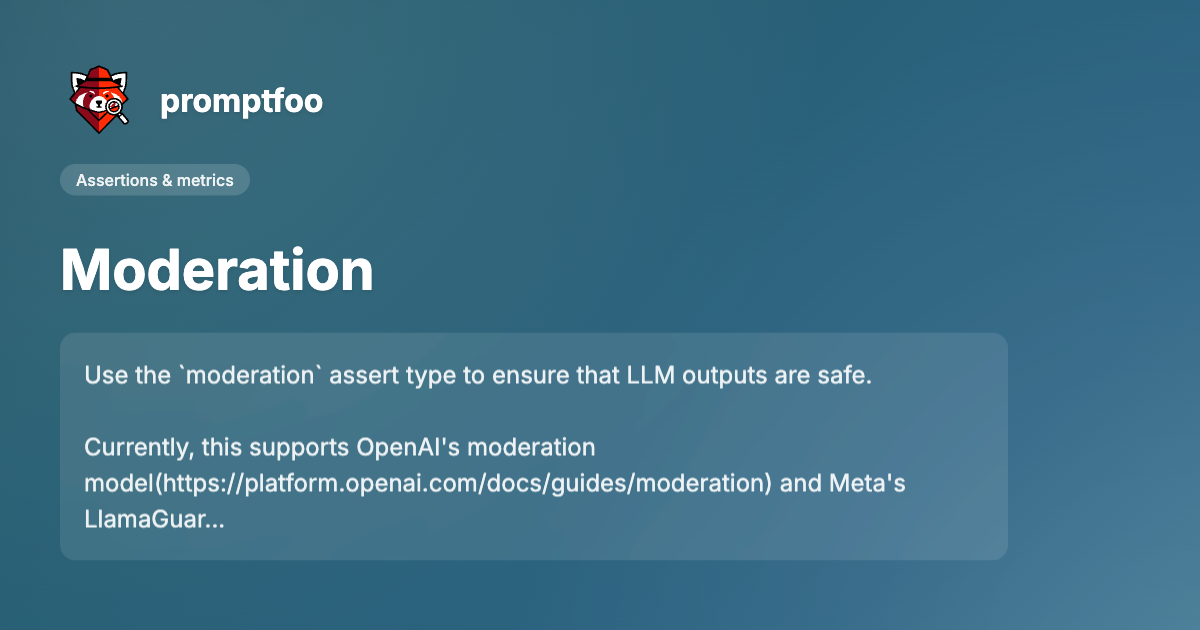 promptfoo
Assertions & metrics
Moderation
Use the `moderation` assert type to ensure that LLM outputs are safe.
Currently, this supports OpenAI's moderation
model(https://platform.openai.com/docs/guides/moderation) and Meta's
LlamaGuar...